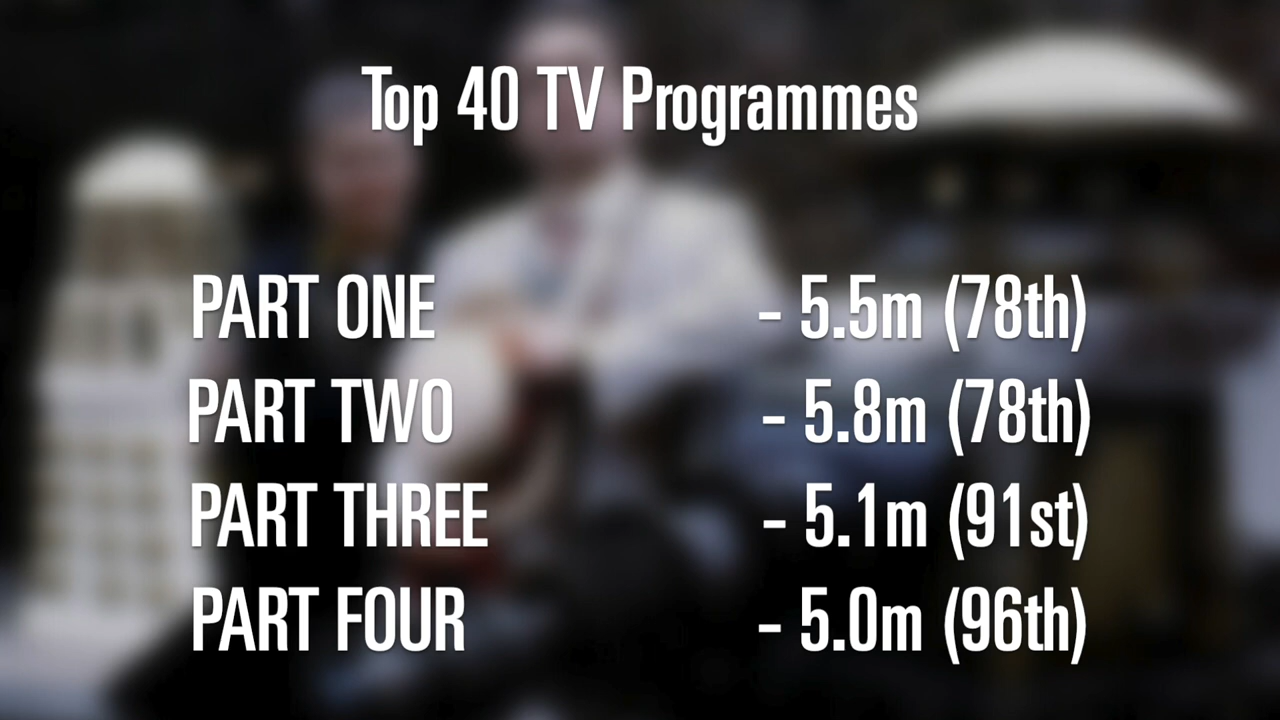 Top 40 TV Programmes
PART ONE - 5.5m (78th)
PART TWO - 5.8m (78th)
PART THREE - 5.1m (91st)
PART FOUR - 5.0m (96th)